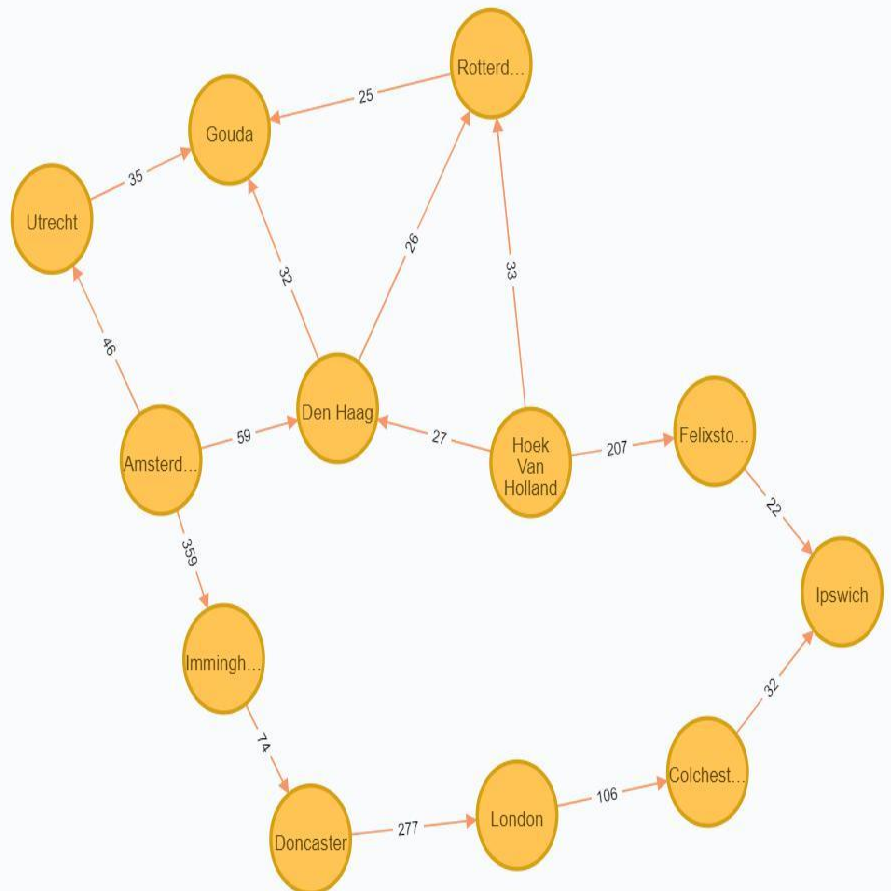 Rotterd...
25
Gouda
35
Utrecht
26
32
33
46
Den Haag
59
27
Amsterd...
Hoek
Van
Holland
207
Felixsto...
22
359
Ipswich
Immingh...
32
74
Colchest...
106
London
277
Doncaster